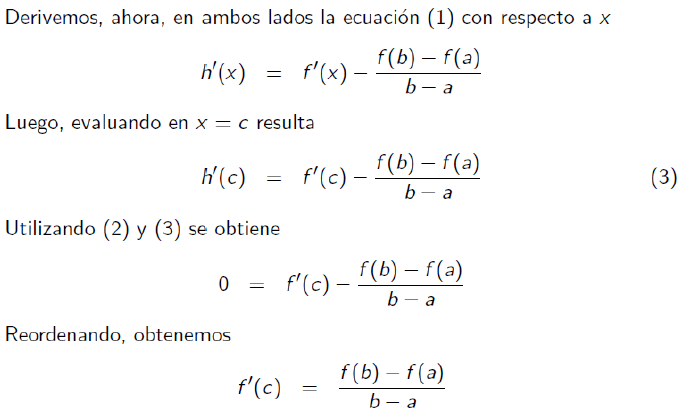 Derivemos, ahora, en ambos lados la ecuación (1) con respecto a x
h′(x) = f′(x) − \frac{f(b) − f(a)}{b − a}
Luego, evaluando en x = c resulta
h′(c) = f′(c) − \frac{f(b) − f(a)}{b − a} (3)
Utilizando (2) y (3) se obtiene
0 = f′(c) − \frac{f(b) − f(a)}{b − a}
Reordenando, obtenemos
f′(c) = \frac{f(b) − f(a)}{b − a}